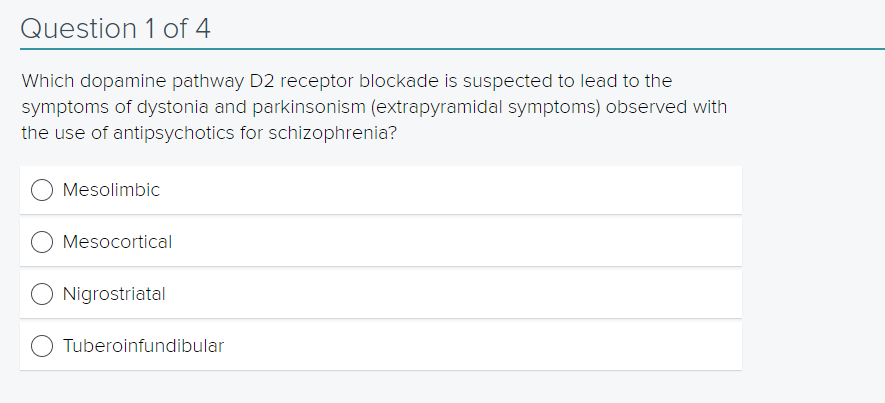 Question 1 of 4
Which dopamine pathway D2 receptor blockade is suspected to lead to the
symptoms of dystonia and parkinsonism (extrapyramidal symptoms) observed with
the use of antipsychotics for schizophrenia?
Mesolimbic
Mesocortical
Nigrostriatal
Tuberoinfundibular